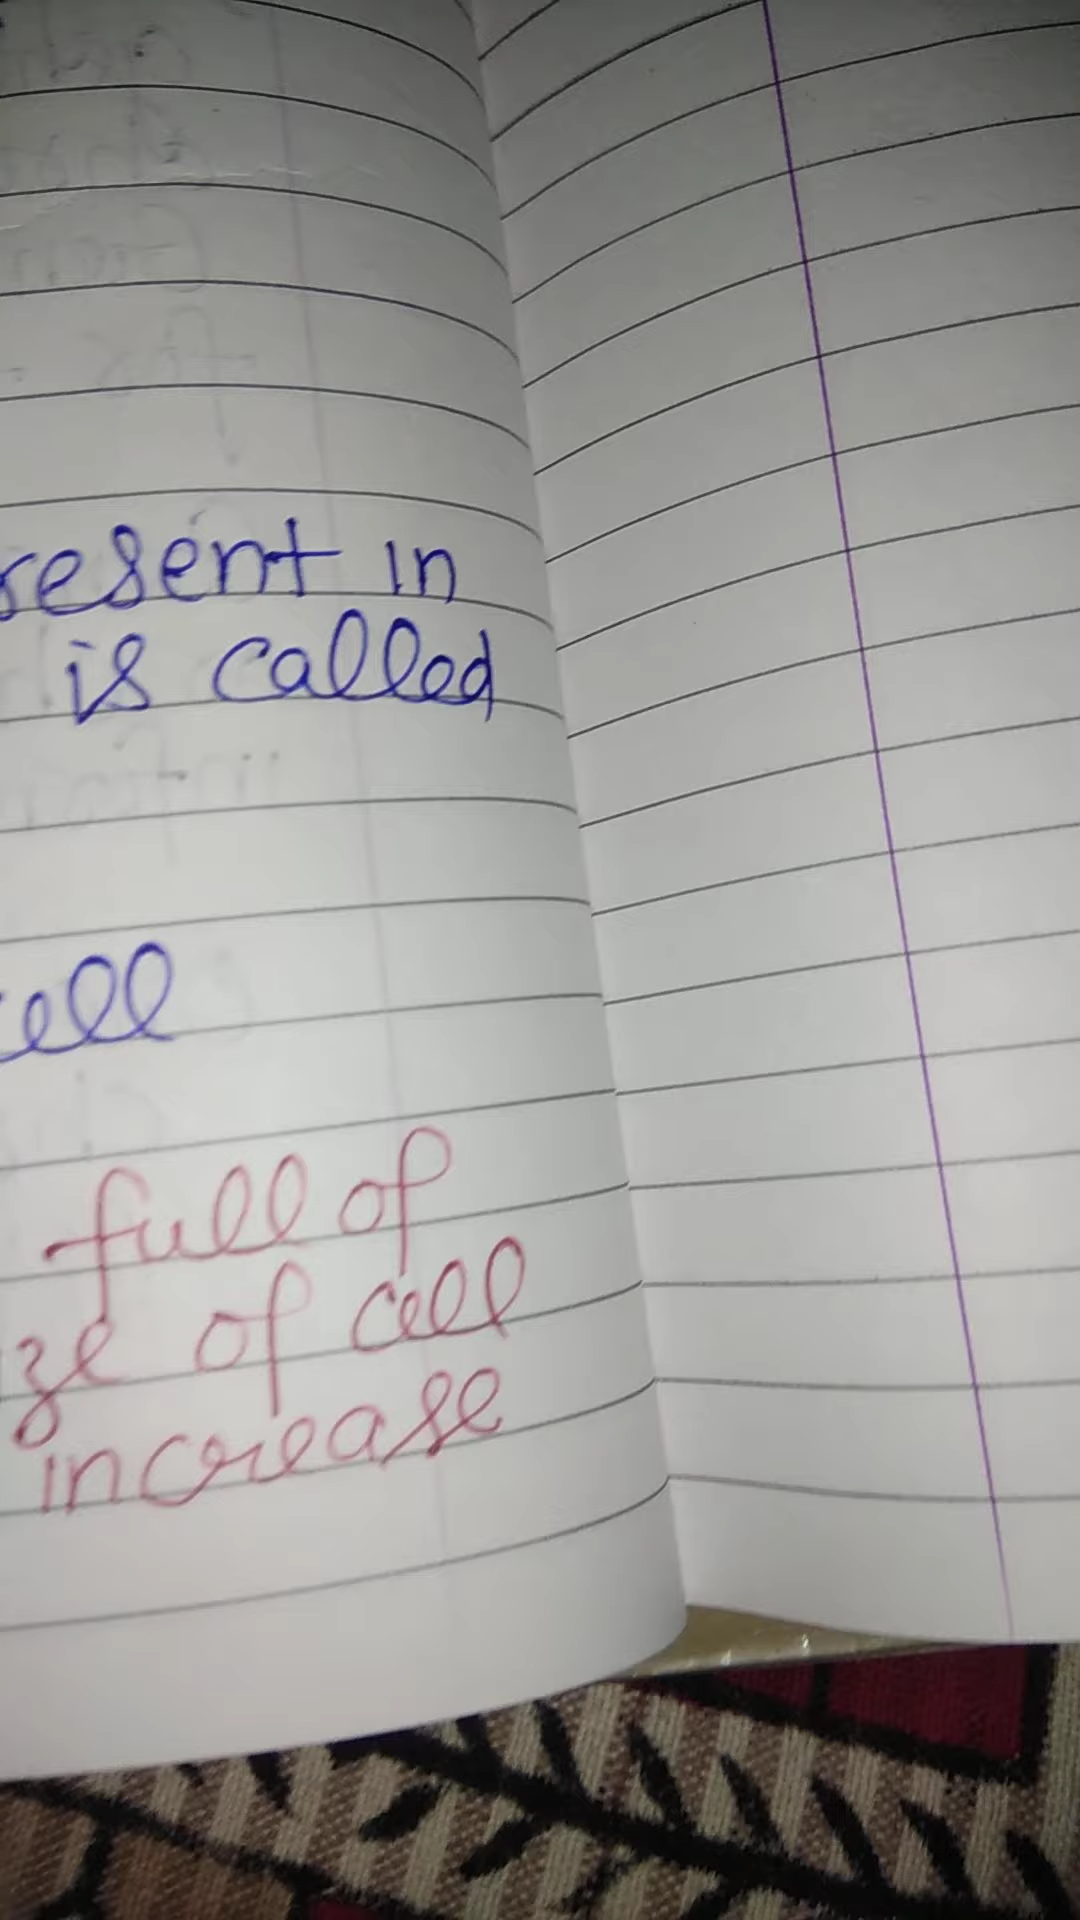 resent in
is called
ell
full of
ze of cell
increase